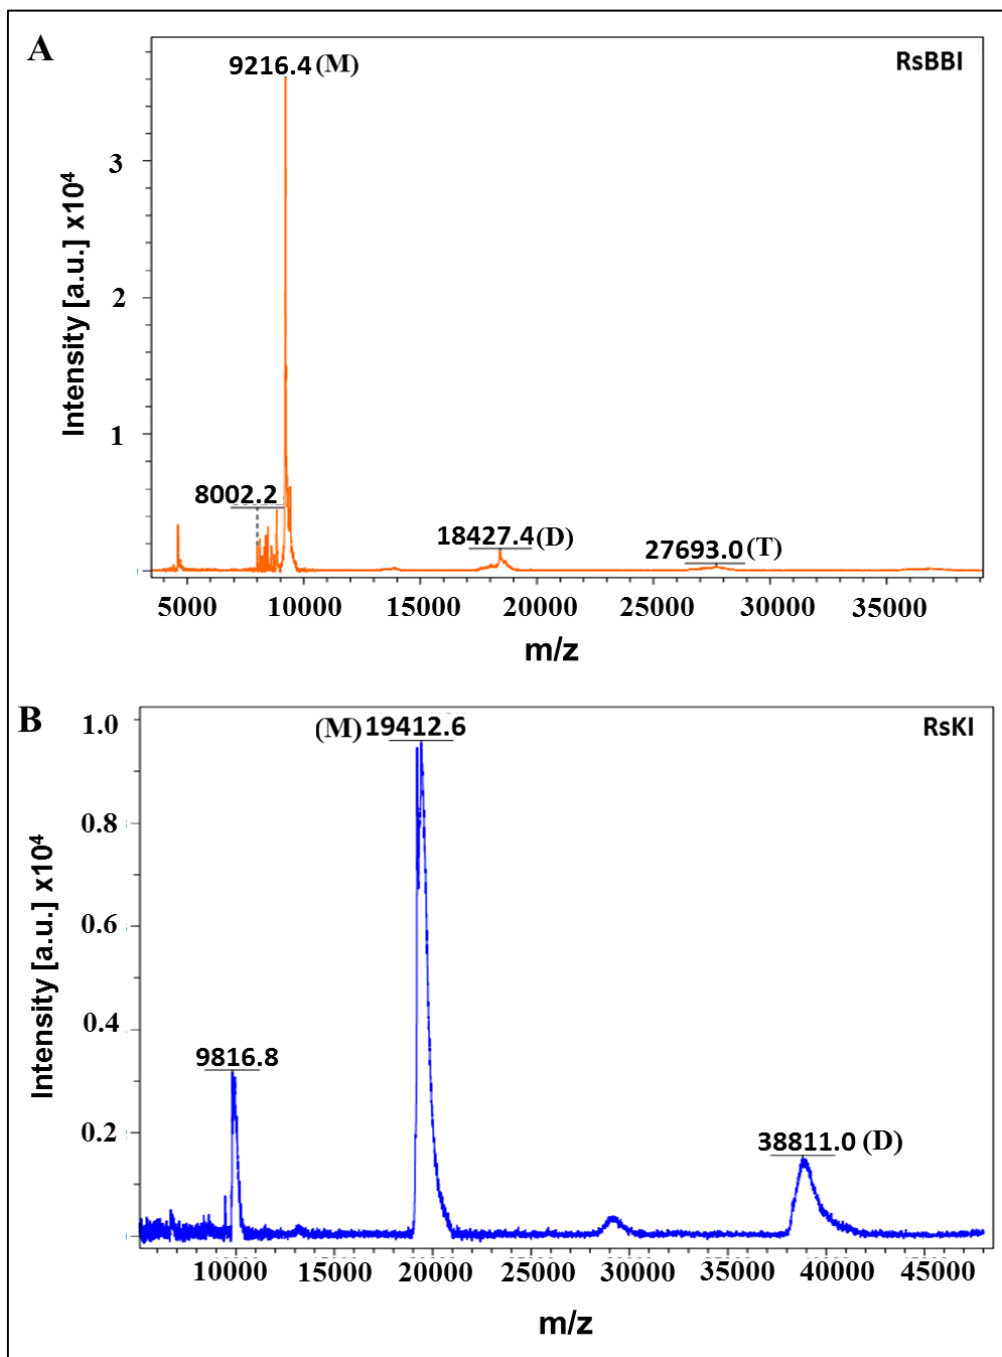 A
RsBBI
9216.4 (M)
8002.2
18427.4 (D)
27693.0 (T)
3
2
1
Intensity [a.u.] x10⁴
5000 10000 15000 20000 25000 30000 35000
m/z
B
RsKI
(M) 19412.6
9816.8
38811.0 (D)
1.0
0.8
0.6
0.4
0.2
Intensity [a.u.] x10⁴
10000 15000 20000 25000 30000 35000 40000 45000
m/z